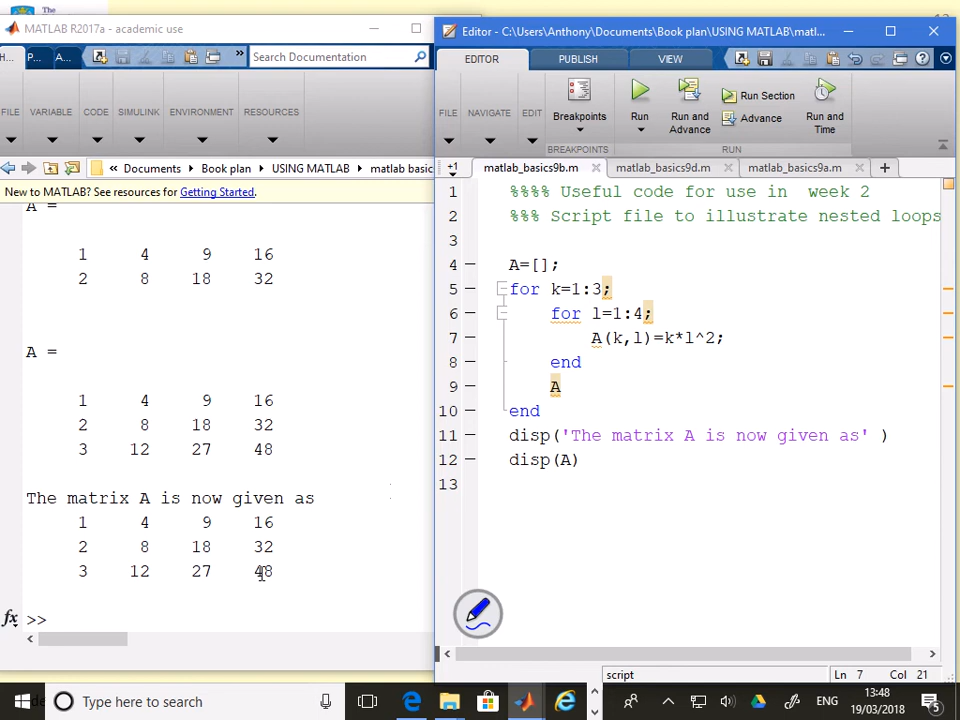 MATLAB R2017a - academic use
H... P... A... » Search Documentation
FILE VARIABLE CODE SIMULINK ENVIRONMENT RESOURCES
« Documents Book plan USING MATLAB matlab basic
New to MATLAB? See resources for Getting Started.
A =
1 4 9 16
2 8 18 32
A =
1 4 9 16
2 8 18 32
3 12 27 48
The matrix A is now given as
1 4 9 16
2 8 18 32
3 12 27 48
fx >>
Editor - C:\Users\Anthony\Documents\Book plan\USING MATLAB\matl...
EDITOR PUBLISH VIEW
FILE NAVIGATE EDIT Breakpoints Run Run and Advance Run Section Advance Run and Time
BREAKPOINTS RUN
+1 matlab_basics9b.m matlab_basics9d.m matlab_basics9a.m
1 %%%% Useful code for use in week 2
2 %%% Script file to illustrate nested loops
3
4 A=[];
5 for k=1:3;
6 for l=1:4;
7 A(k,l)=k*l^2;
8 end
9 A
10 end
11 disp('The matrix A is now given as' )
12 disp(A)
13
script Ln 7 Col 21
Type here to search ENG 13:48
19/03/2018 5